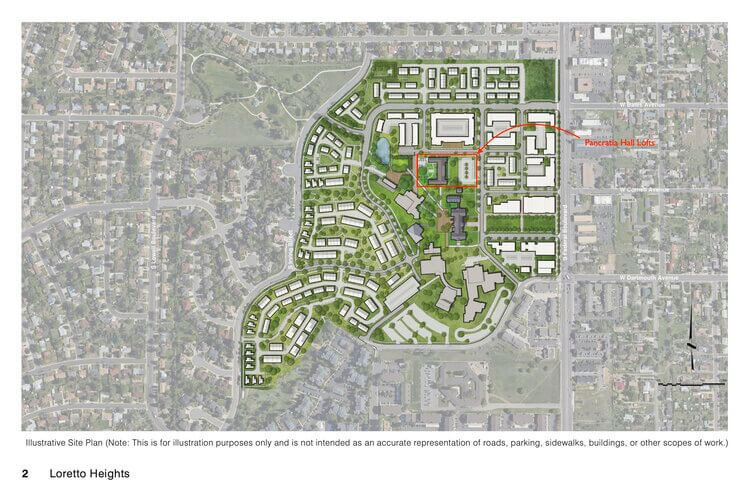 W Bates Avenue
Pancratia Hall Lofts
W Cornell Avenue
S Lowell Boulevard
S Federal Boulevard
W Dartmouth Avenue
Illustrative Site Plan (Note: This is for illustration purposes only and is not intended as an accurate representation of roads, parking, sidewalks, buildings, or other scopes of work.)
2 Loretto Heights